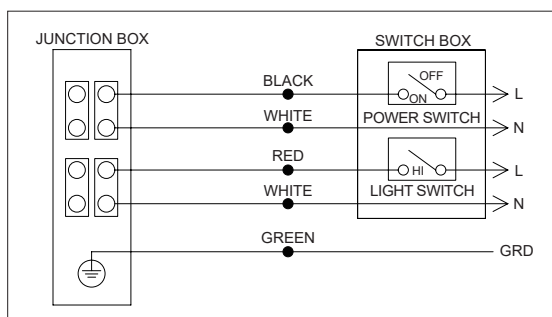 JUNCTION BOX
SWITCH BOX
BLACK
OFF
ON
L
WHITE
POWER SWITCH
N
RED
HI
L
LIGHT SWITCH
WHITE
N
GREEN
GRD